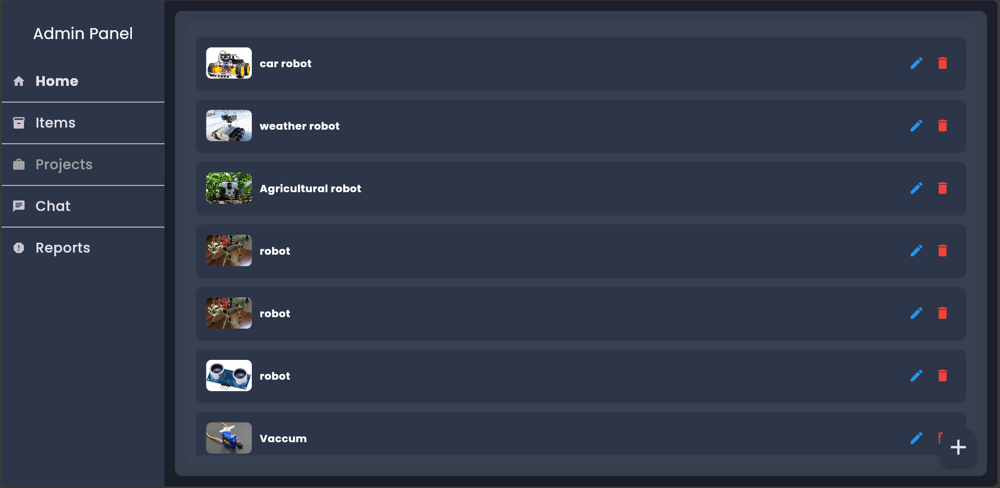 Admin Panel
Home
Items
Projects
Chat
Reports
car robot
weather robot
Agricultural robot
robot
robot
robot
Vaccum